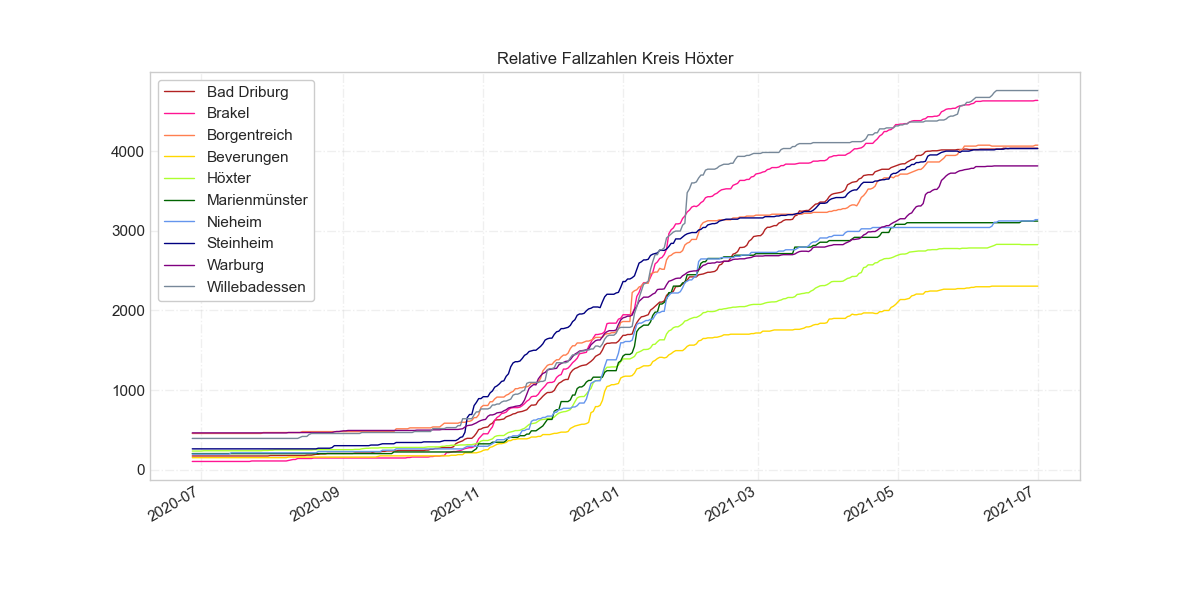 Relative Fallzahlen Kreis Höxter
Bad Driburg
Brakel
Borgentreich
Beverungen
Höxter
Marienmünster
Nieheim
Steinheim
Warburg
Willebadessen
4000
3000
2000
1000
0
2020-07
2020-09
2020-11
2021-01
2021-03
2021-05
2021-07